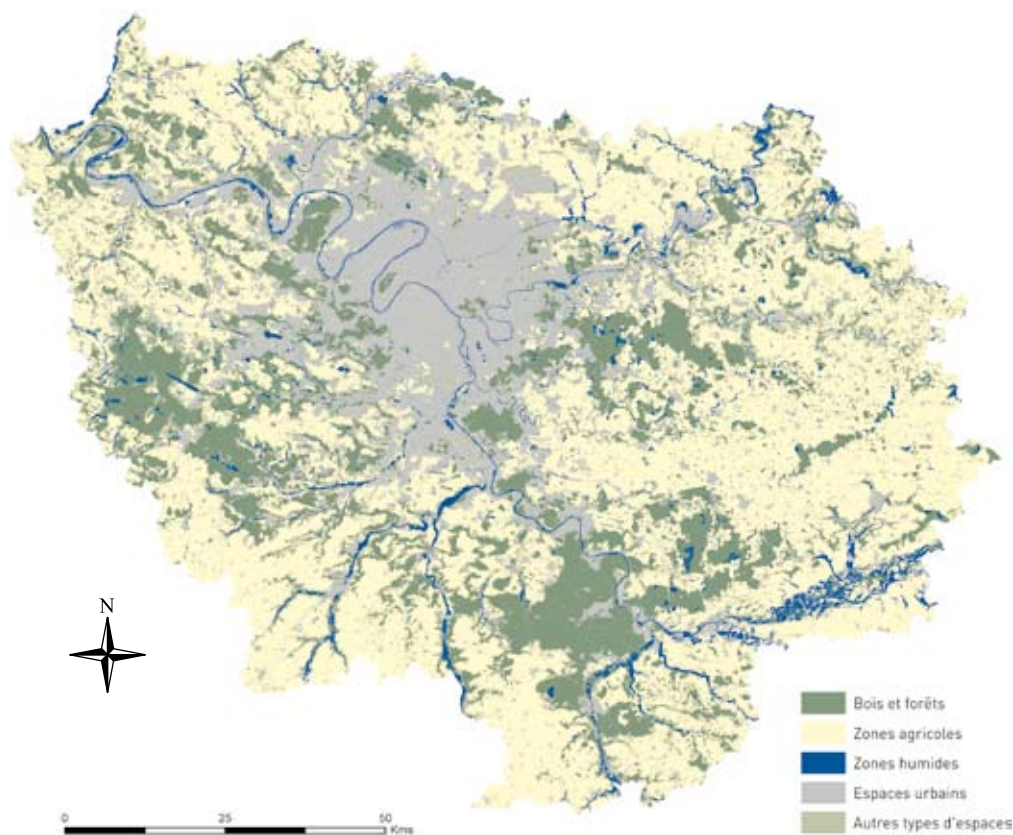 N
Bois et forêts
Zones agricoles
Zones humides
Espaces urbains
Autres types d'espaces
0 25 50
Kms